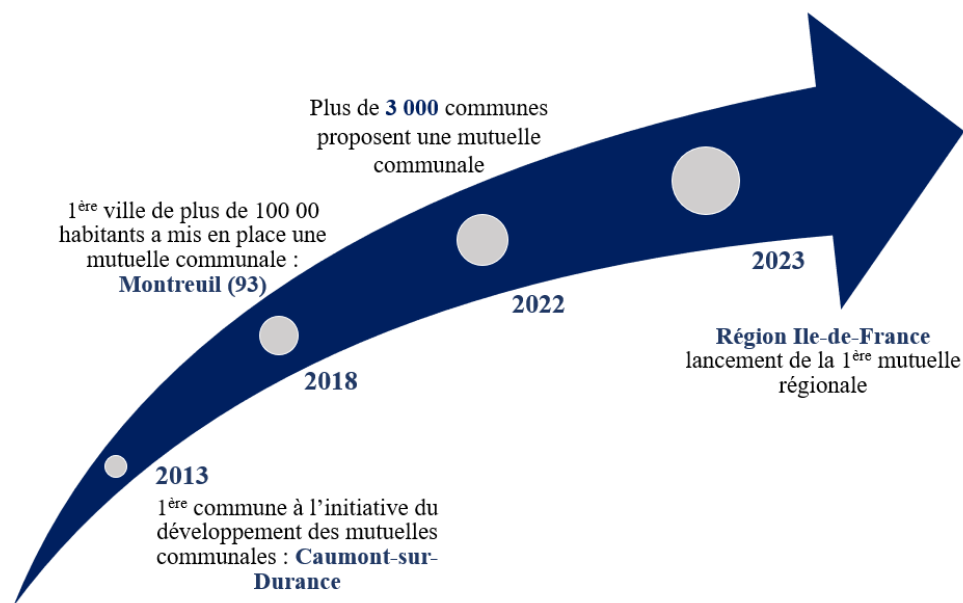 Plus de 3 000 communes
proposent une mutuelle
communale
1ère ville de plus de 100 00
habitants a mis en place une
mutuelle communale :
Montreuil (93)
2023
2022
Région Ile-de-France
lancement de la 1ère mutuelle
régionale
2018
2013
1ère commune à l’initiative du
développement des mutuelles
communales : Caumont-sur-
Durance